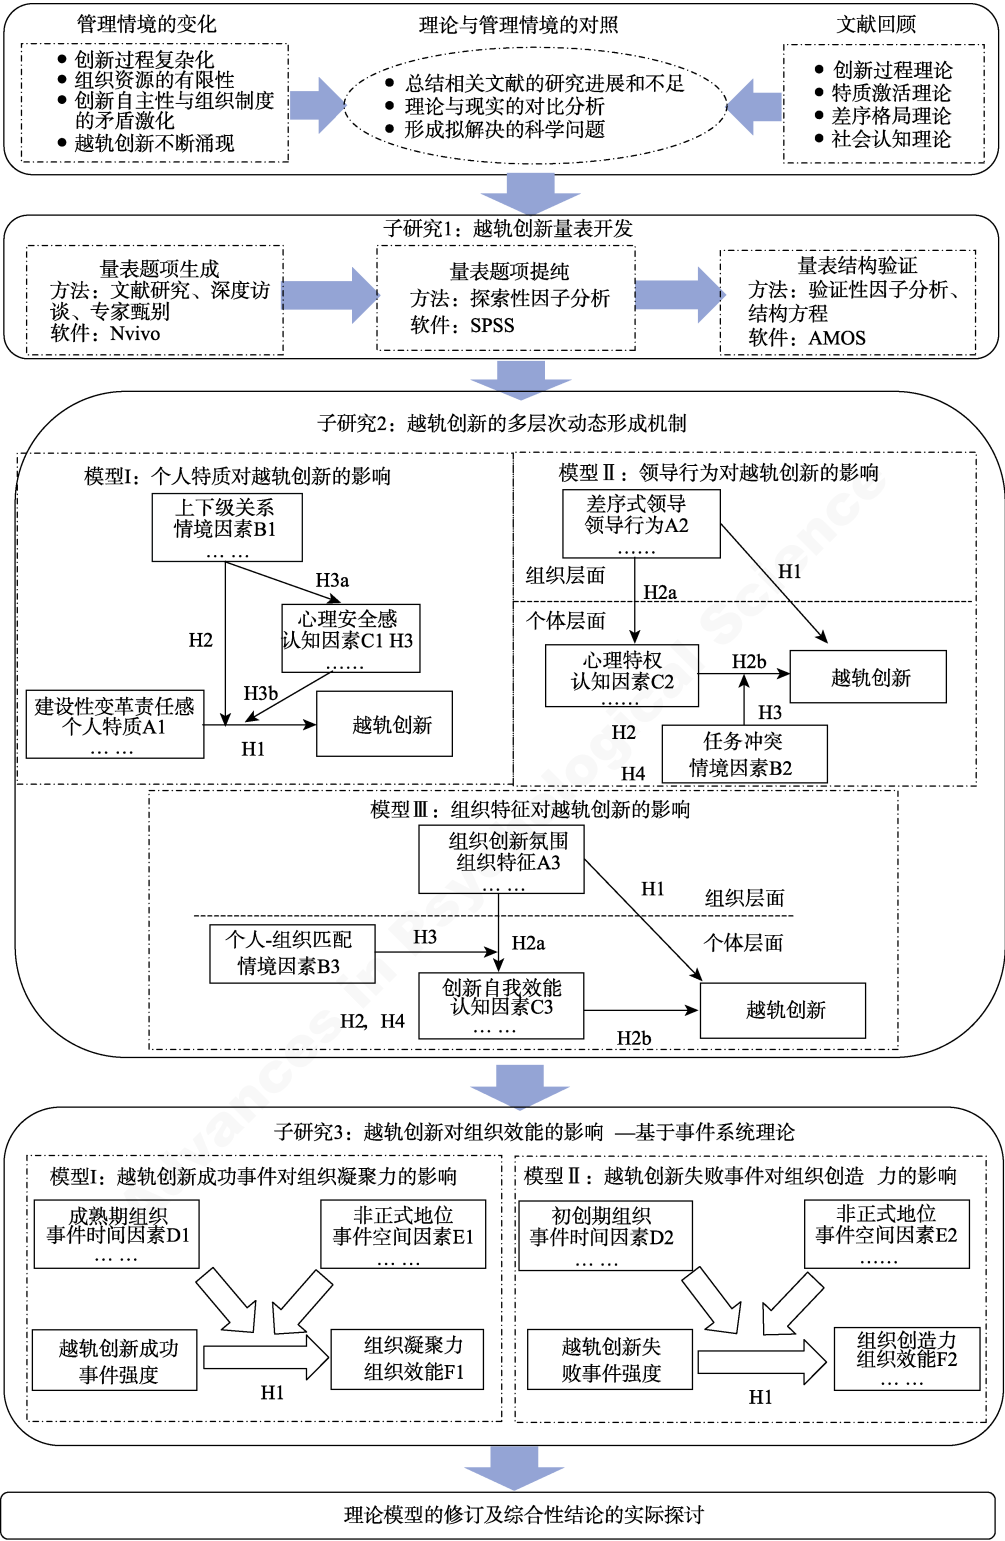 管理情境的变化
创新过程复杂化
组织资源的有限性
创新自主性与组织制度
的矛盾激化
越轨创新不断涌现
理论与管理情境的对照
总结相关文献的研究进展和不足
理论与现实的对比分析
形成拟解决的科学问题
文献回顾
创新过程理论
特质激活理论
差序格局理论
社会认知理论
子研究1：越轨创新量表开发
量表题项生成
方法：文献研究、深度访
谈、专家甄别
软件：Nvivo
量表题项提纯
方法：探索性因子分析
软件：SPSS
量表结构验证
方法：验证性因子分析、
结构方程
软件：AMOS
子研究2：越轨创新的多层次动态形成机制
模型Ⅰ：个人特质对越轨创新的影响
上下级关系
情境因素B1
… …
H3a
H2
心理安全感
认知因素C1 H3
……
H3b
建设性变革责任感
个人特质A1
… …
H1
越轨创新
模型Ⅱ：领导行为对越轨创新的影响
差序式领导
领导行为A2
……
组织层面
H2a
H1
个体层面
心理特权
认知因素C2
……
H2b
越轨创新
H2
H3
H4
任务冲突
情境因素B2
模型Ⅲ：组织特征对越轨创新的影响
组织创新氛围
组织特征A3
… …
H1
组织层面
个体层面
个人-组织匹配
情境因素B3
H3
H2a
创新自我效能
认知因素C3
… …
H2，H4
H2b
越轨创新
子研究3：越轨创新对组织效能的影响 —基于事件系统理论
模型Ⅰ：越轨创新成功事件对组织凝聚力的影响
成熟期组织
事件时间因素D1
… …
非正式地位
事件空间因素E1
… …
越轨创新成功
事件强度
H1
组织凝聚力
组织效能F1
模型Ⅱ：越轨创新失败事件对组织创造 力的影响
初创期组织
事件时间因素D2
… …
非正式地位
事件空间因素E2
……
越轨创新失
败事件强度
H1
组织创造力
组织效能F2
… …
理论模型的修订及综合性结论的实际探讨
Advances in Psychological Science